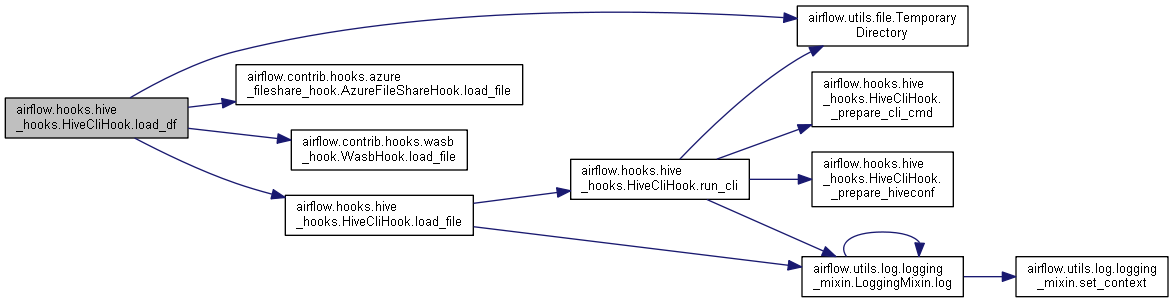 airflow.hooks.hive
_hooks.HiveCliHook.load_df
airflow.utils.file.Temporary
Directory
airflow.contrib.hooks.azure
_fileshare_hook.AzureFileShareHook.load_file
airflow.contrib.hooks.wasb
_hook.WasbHook.load_file
airflow.hooks.hive
_hooks.HiveCliHook.load_file
airflow.hooks.hive
_hooks.HiveCliHook.run_cli
airflow.hooks.hive
_hooks.HiveCliHook.
_prepare_cli_cmd
airflow.hooks.hive
_hooks.HiveCliHook.
_prepare_hiveconf
airflow.utils.log.logging
_mixin.LoggingMixin.log
airflow.utils.log.logging
_mixin.set_context